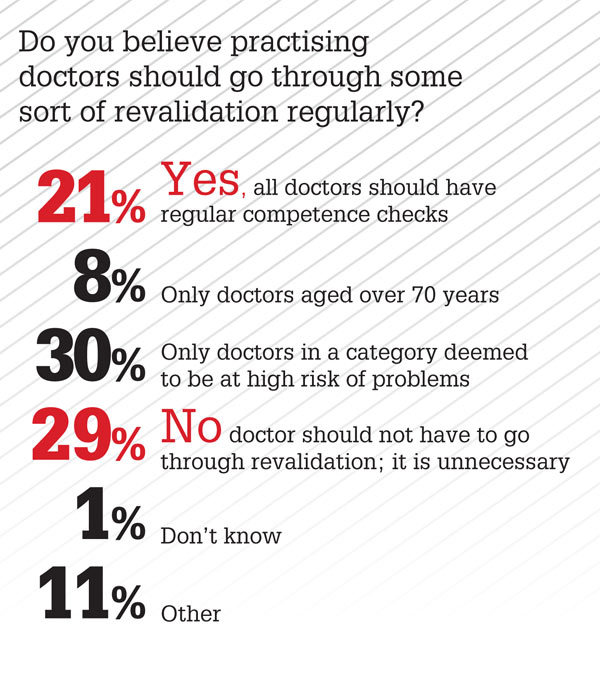 Do you believe practising
doctors should go through some
sort of revalidation regularly?
21% Yes, all doctors should have
regular competence checks
8% Only doctors aged over 70 years
30% Only doctors in a category deemed
to be at high risk of problems
29% No doctor should not have to go
through revalidation; it is unnecessary
1% Don’t know
11% Other